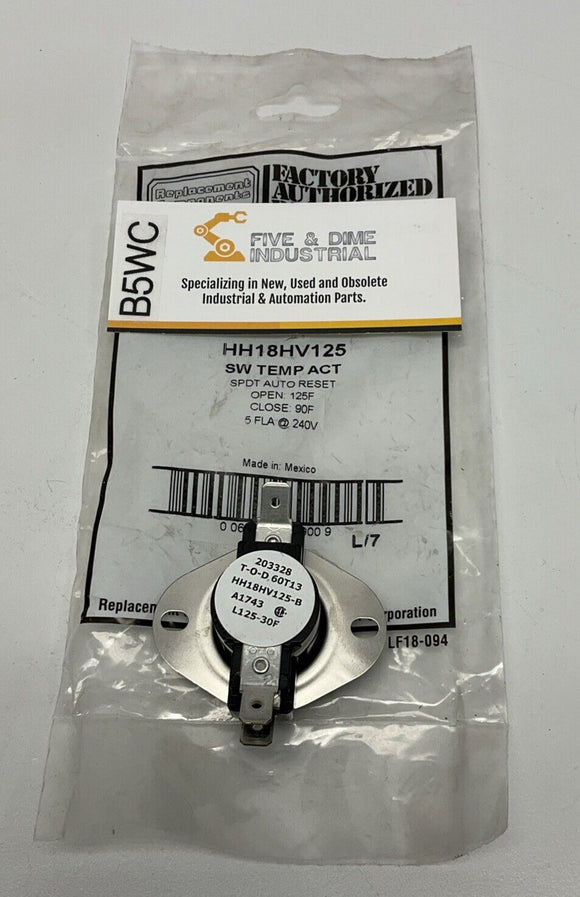 Replacement
Components
FACTORY
AUTHORIZED
B5WC
FIVE & DIME
INDUSTRIAL
Specializing in New, Used and Obsolete
Industrial & Automation Parts.
HH18HV125
SW TEMP ACT
SPDT AUTO RESET
OPEN: 125F
CLOSE: 90F
5 FLA @ 240V
Made in: Mexico
L/7
203328
T-O-D 60T13
HH18HV125-B
A1743
L125-30F
LF18-094